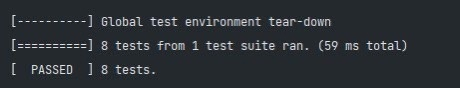 [----------] Global test environment tear-down
[==========] 8 tests from 1 test suite ran. (59 ms total)
[  PASSED  ] 8 tests.